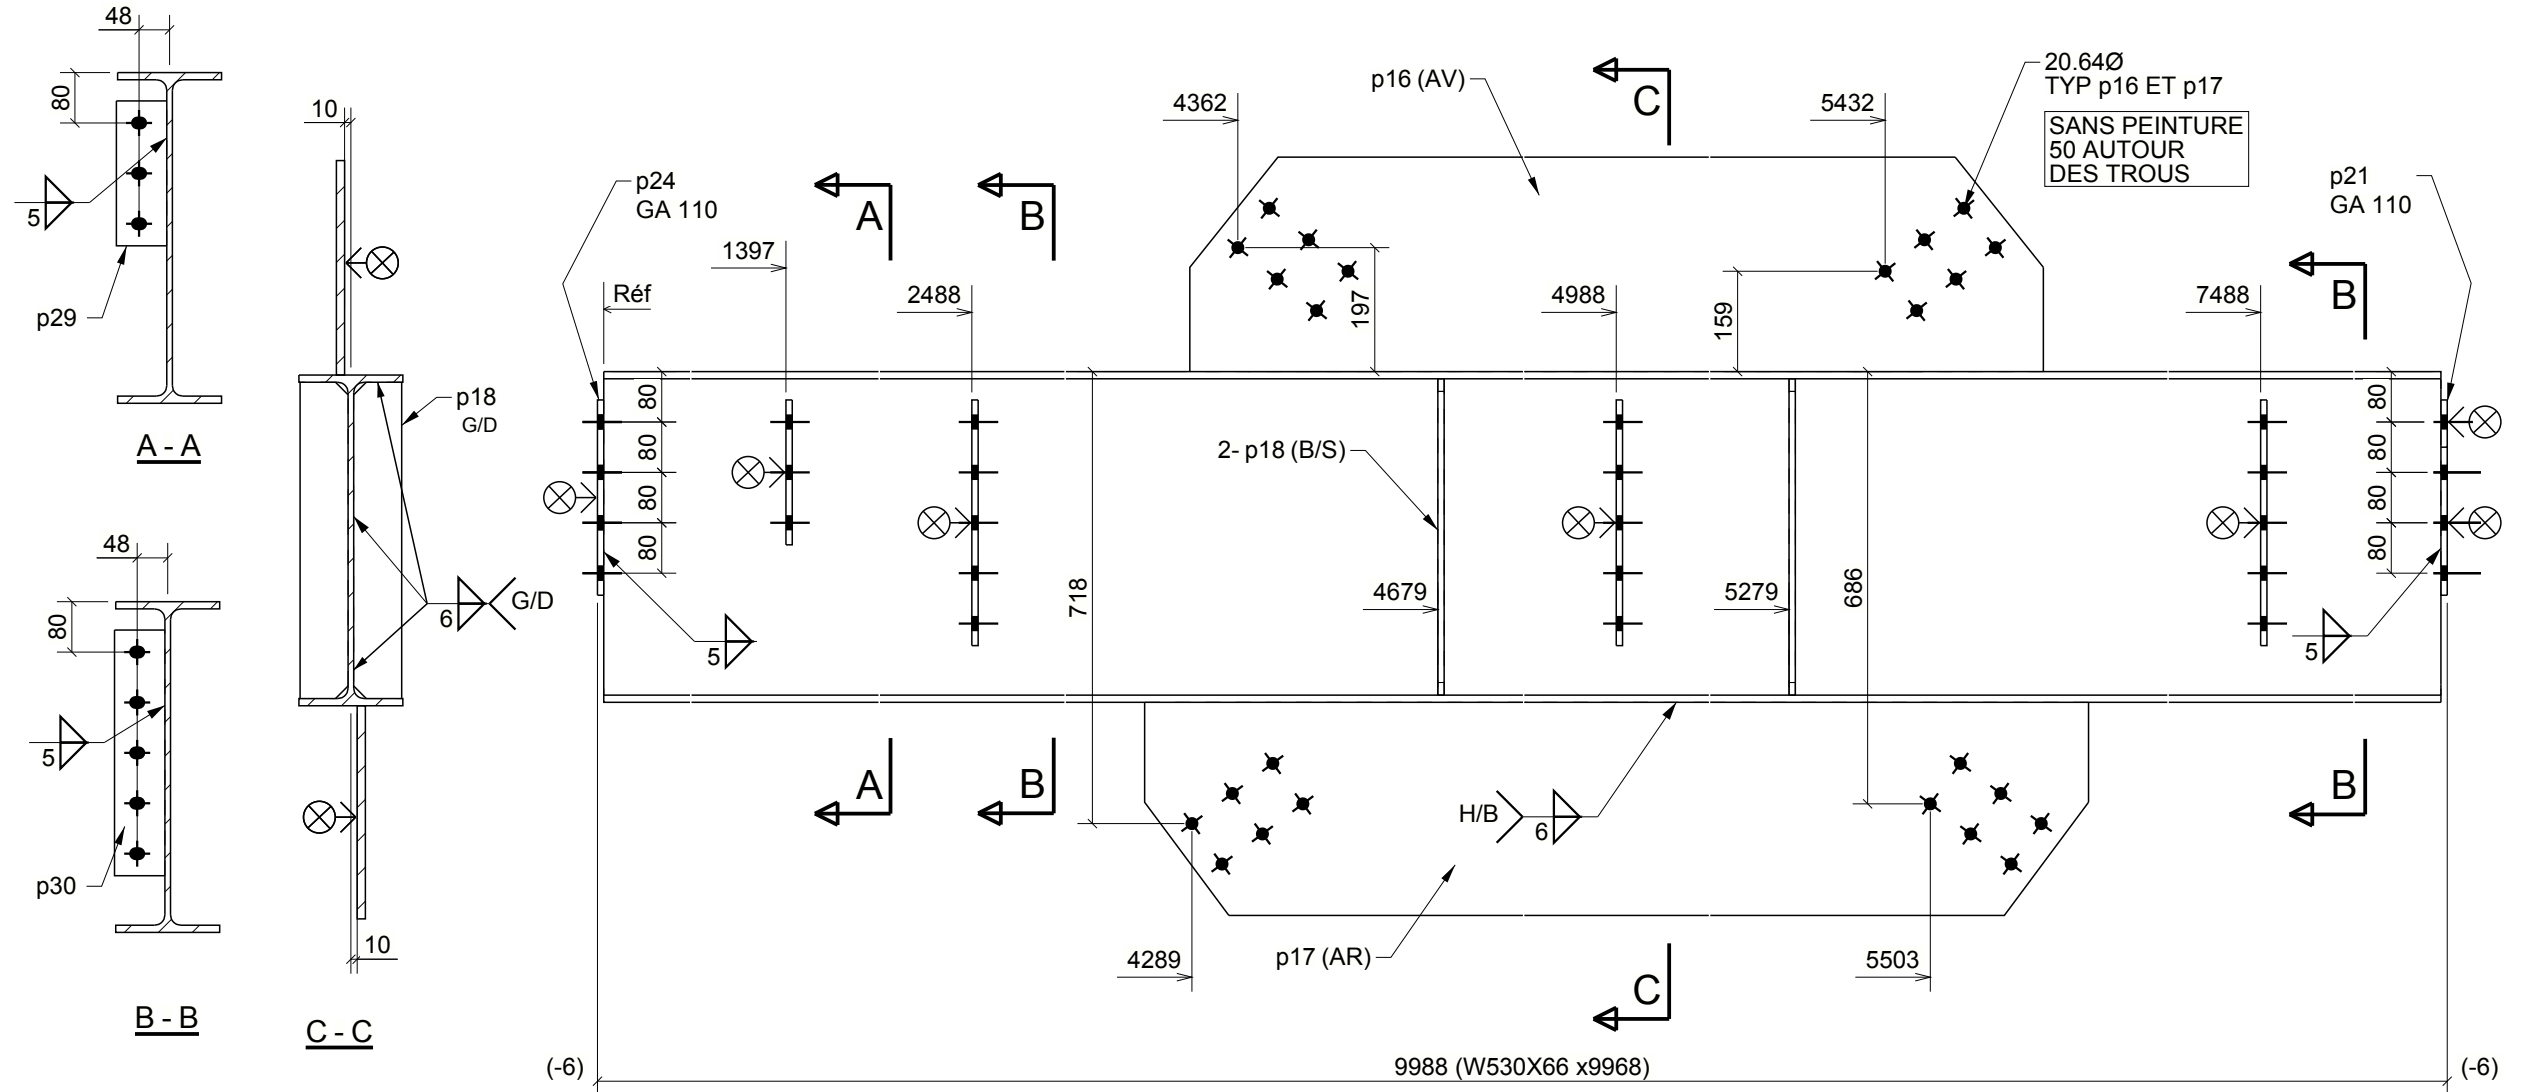 48
80
5
p29
A - A
48
80
5
p30
B - B
10
p18
G/D
6
G/D
10
C - C
p24
GA 110
Réf
1397
A
2488
B
4362
p16 (AV)
C
5432
20.64Ø
TYP p16 ET p17
SANS PEINTURE
50 AUTOUR
DES TROUS
p21
GA 110
197
4988
159
7488
B
80
80
80
80
5
718
2- p18 (B/S)
4679
5279
686
80
80
80
80
5
A
B
H/B
6
B
4289
p17 (AR)
5503
C
(-6)
9988 (W530X66 x9968)
(-6)